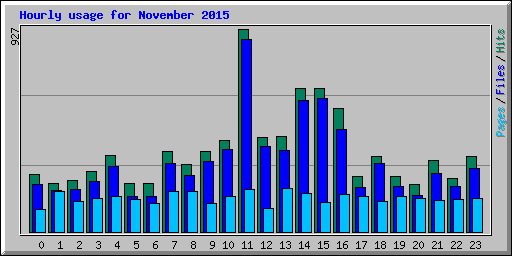 Hourly usage for November 2015
927
Pages / Files / Hits
0 1 2 3 4 5 6 7 8 9 10 11 12 13 14 15 16 17 18 19 20 21 22 23